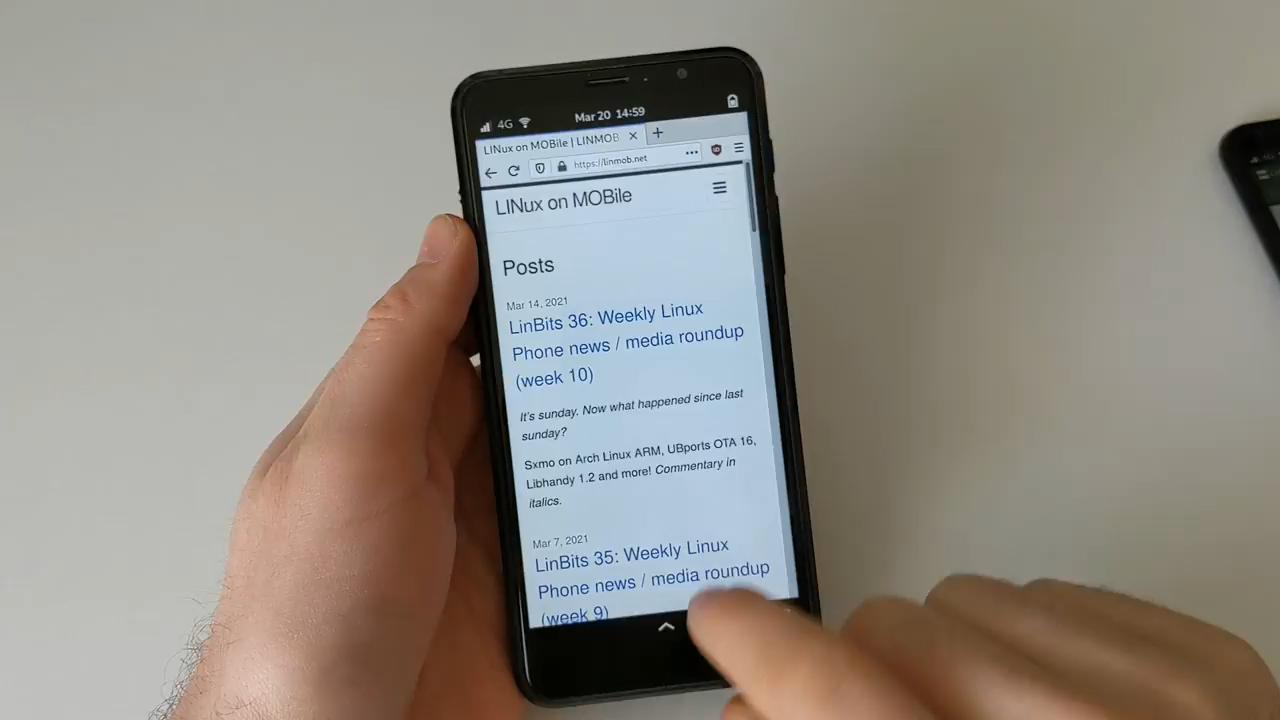 4G Mar 20 14:59
LINux on MOBile | LINMOB
https://linmob.net
LINux on MOBile
Posts
Mar 14, 2021
LinBits 36: Weekly Linux
Phone news / media roundup
(week 10)
It's sunday. Now what happened since last
sunday?
Sxmo on Arch Linux ARM, UBports OTA 16,
Libhandy 1.2 and more! Commentary in
italics.
Mar 7, 2021
LinBits 35: Weekly Linux
Phone news / media roundup
(week 9)